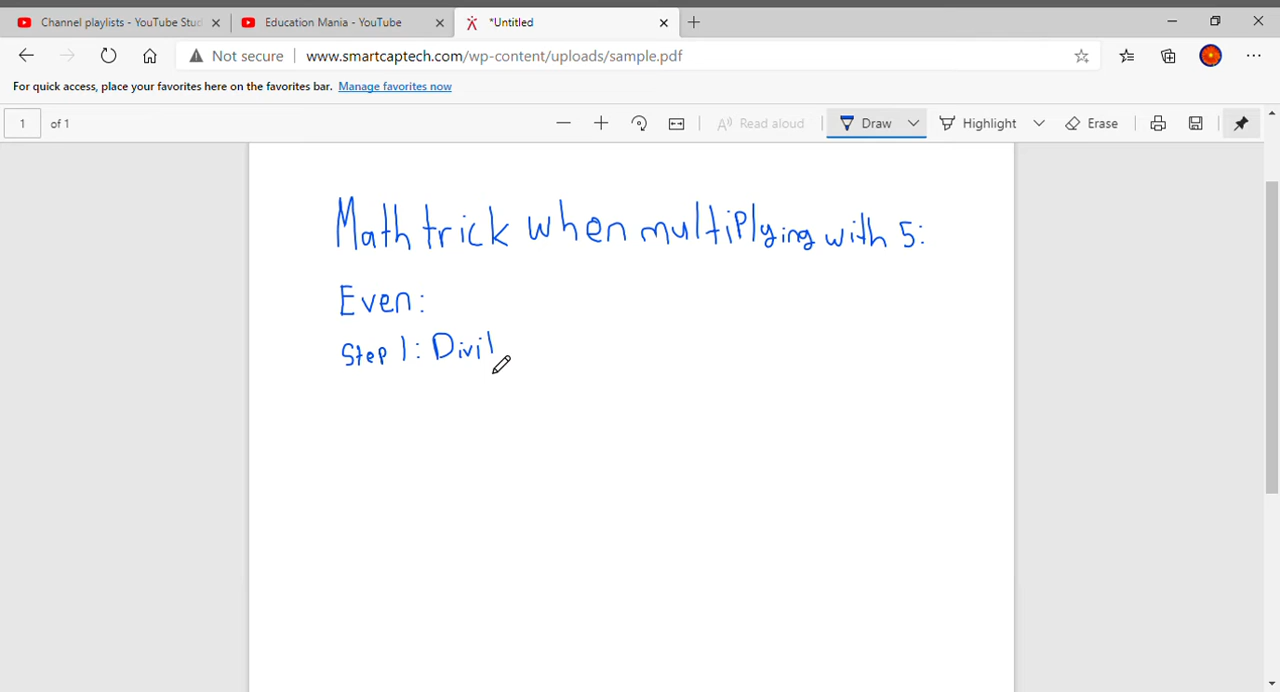 Channel playlists - YouTube Stud
Education Mania - YouTube
*Untitled
Not secure
www.smartcaptech.com/wp-content/uploads/sample.pdf
For quick access, place your favorites here on the favorites bar. Manage favorites now
1 of 1
Read aloud
Draw
Highlight
Erase
Math trick when multiplying with 5:
Even:
Step 1: Divi